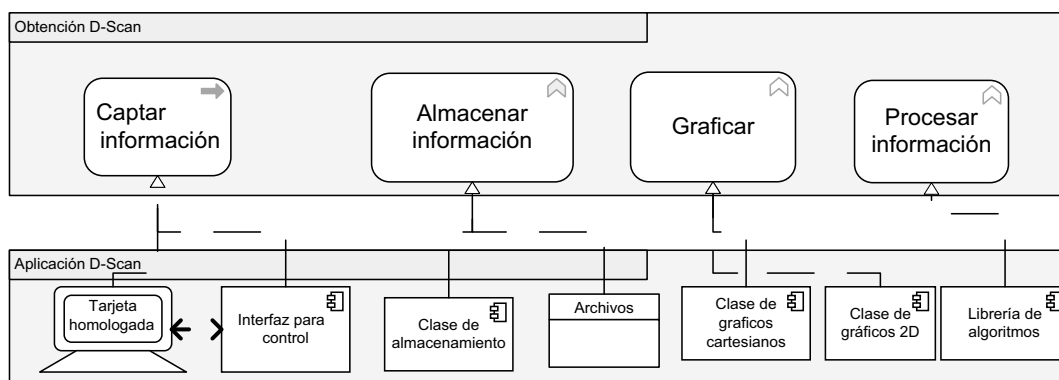 Obtención D-Scan
Captar
información
Almacenar
información
Graficar
Procesar
información
Aplicación D-Scan
Tarjeta
homologada
Interfaz para
control
Clase de
almacenamiento
Archivos
Clase de
graficos
cartesianos
Clase de
gráficos 2D
Librería de
algoritmos